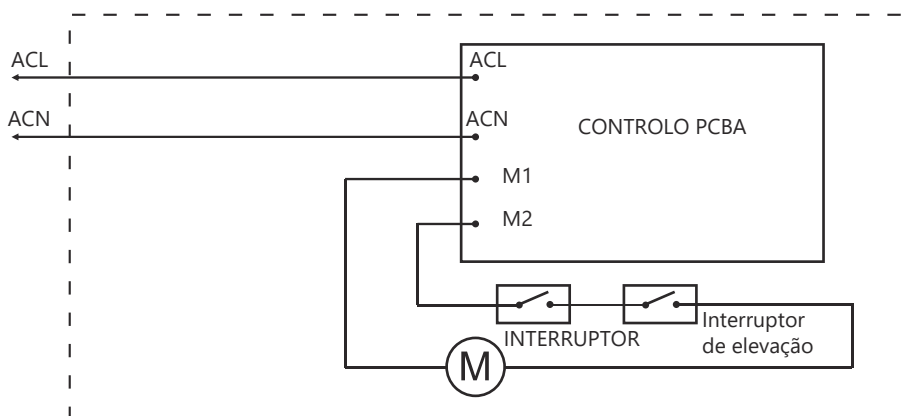 ACL
ACL
ACN
ACN
CONTROLO PCBA
M1
M2
INTERRUPTOR
Interruptor
de elevação
M